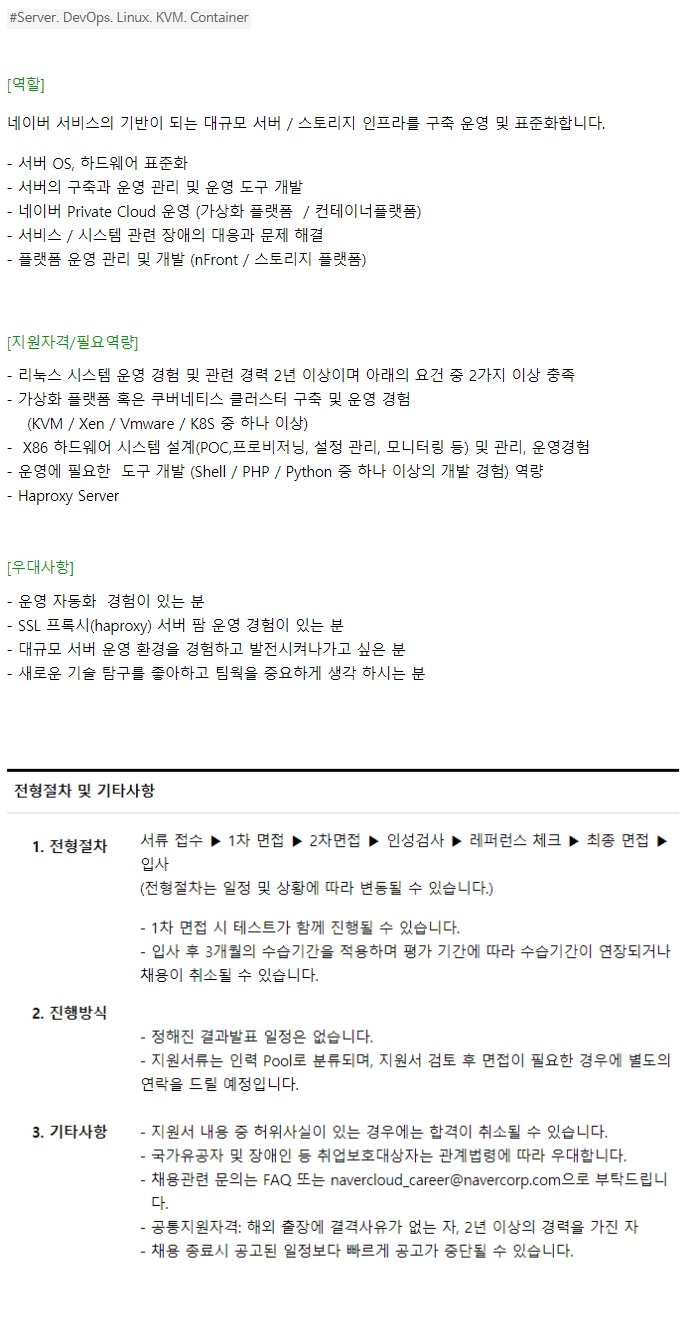 #Server. DevOps. Linux. KVM. Container
[역할]
네이버 서비스의 기반이 되는 대규모 서버 / 스토리지 인프라를 구축 운영 및 표준화합니다.
- 서버 OS, 하드웨어 표준화
- 서버의 구축과 운영 관리 및 운영 도구 개발
- 네이버 Private Cloud 운영 (가상화 플랫폼  / 컨테이너플랫폼)
- 서비스 / 시스템 관련 장애의 대응과 문제 해결
- 플랫폼 운영 관리 및 개발 (nFront / 스토리지 플랫폼)
[지원자격/필요역량]
- 리눅스 시스템 운영 경험 및 관련 경력 2년 이상이며 아래의 요건 중 2가지 이상 충족
- 가상화 플랫폼 혹은 쿠버네티스 클러스터 구축 및 운영 경험
(KVM / Xen / Vmware / K8S 중 하나 이상)
-  X86 하드웨어 시스템 설계(POC,프로비저닝, 설정 관리, 모니터링 등) 및 관리, 운영경험
- 운영에 필요한  도구 개발 (Shell / PHP / Python 중 하나 이상의 개발 경험) 역량
- Haproxy Server
[우대사항]
- 운영 자동화  경험이 있는 분
- SSL 프록시(haproxy) 서버 팜 운영 경험이 있는 분
- 대규모 서버 운영 환경을 경험하고 발전시켜나가고 싶은 분
- 새로운 기술 탐구를 좋아하고 팀웍을 중요하게 생각 하시는 분
전형절차 및 기타사항
1. 전형절차
서류 접수 ▶ 1차 면접 ▶ 2차면접 ▶ 인성검사 ▶ 레퍼런스 체크 ▶ 최종 면접 ▶
입사
(전형절차는 일정 및 상황에 따라 변동될 수 있습니다.)
- 1차 면접 시 테스트가 함께 진행될 수 있습니다.
- 입사 후 3개월의 수습기간을 적용하며 평가 기간에 따라 수습기간이 연장되거나
채용이 취소될 수 있습니다.
2. 진행방식
- 정해진 결과발표 일정은 없습니다.
- 지원서류는 인력 Pool로 분류되며, 지원서 검토 후 면접이 필요한 경우에 별도의
연락을 드릴 예정입니다.
3. 기타사항
- 지원서 내용 중 허위사실이 있는 경우에는 합격이 취소될 수 있습니다.
- 국가유공자 및 장애인 등 취업보호대상자는 관계법령에 따라 우대합니다.
- 채용관련 문의는 FAQ 또는 navercloud_career@navercorp.com으로 부탁드립니
다.
- 공통지원자격: 해외 출장에 결격사유가 없는 자, 2년 이상의 경력을 가진 자
- 채용 종료시 공고된 일정보다 빠르게 공고가 중단될 수 있습니다.